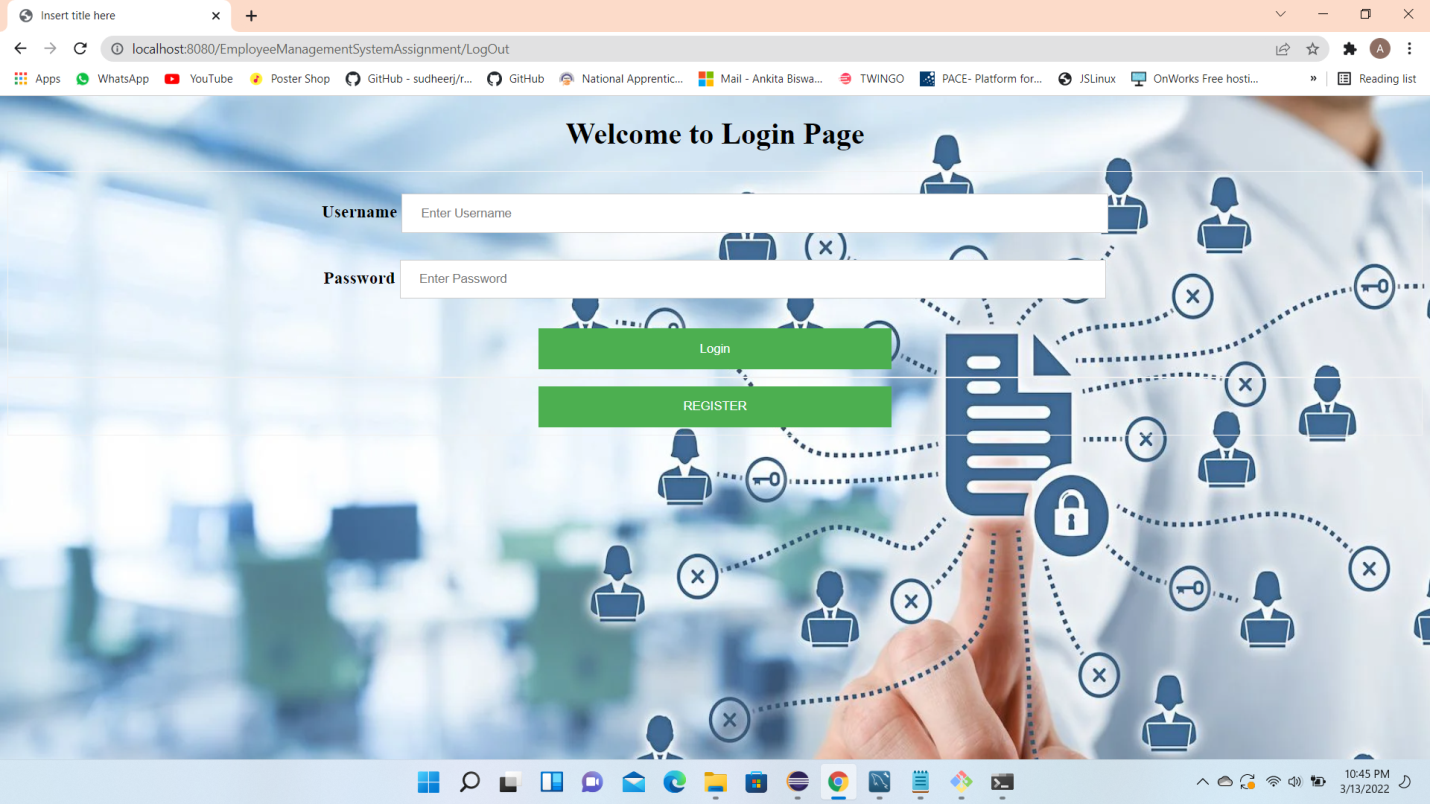 Insert title here
localhost:8080/EmployeeManagementSystemAssignment/LogOut
A
Apps WhatsApp YouTube Poster Shop GitHub - sudheerj/r... GitHub National Apprentic... Mail - Ankita Biswa... TWINGO PACE- Platform for... JSLinux OnWorks Free hosti... » Reading list
Welcome to Login Page
Username Enter Username
Password Enter Password
Login
REGISTER
10:45 PM
3/13/2022